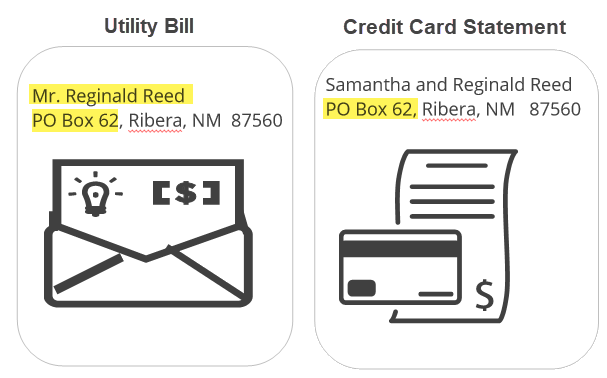 Utility Bill
Mr. Reginald Reed
PO Box 62, Ribera, NM 87560
[$]
Credit Card Statement
Samantha and Reginald Reed
PO Box 62, Ribera, NM 87560
$